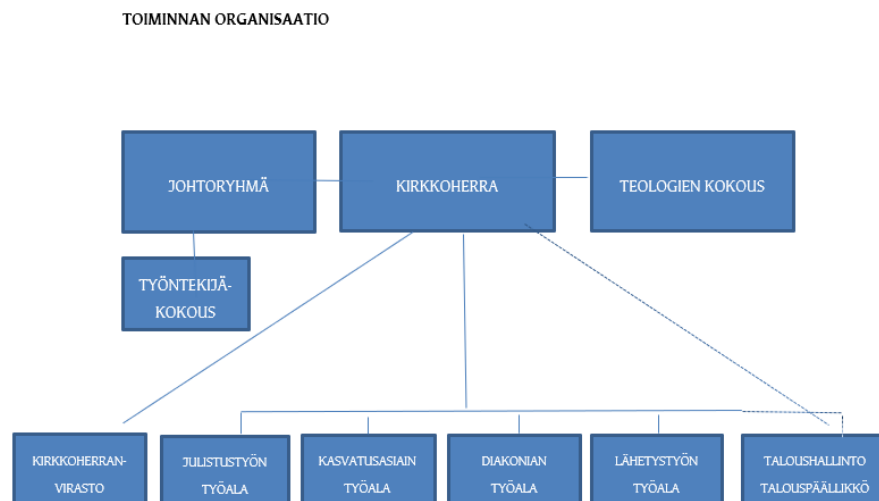 TOIMINNAN ORGANISAATIO
JOHTORYHMÄ
KIRKKOHERRA
TEOLOGIEN KOKOUS
TYÖNTEKIJÄ-
KOKOUS
KIRKKOHERRAN-
VIRASTO
JULISTUSTYÖN
TYÖALA
KASVATUSASIAIN
TYÖALA
DIAKONIAN
TYÖALA
LÄHETYSTYÖN
TYÖALA
TALOUSHALLINTO
TALOUSPÄÄLLIKKÖ